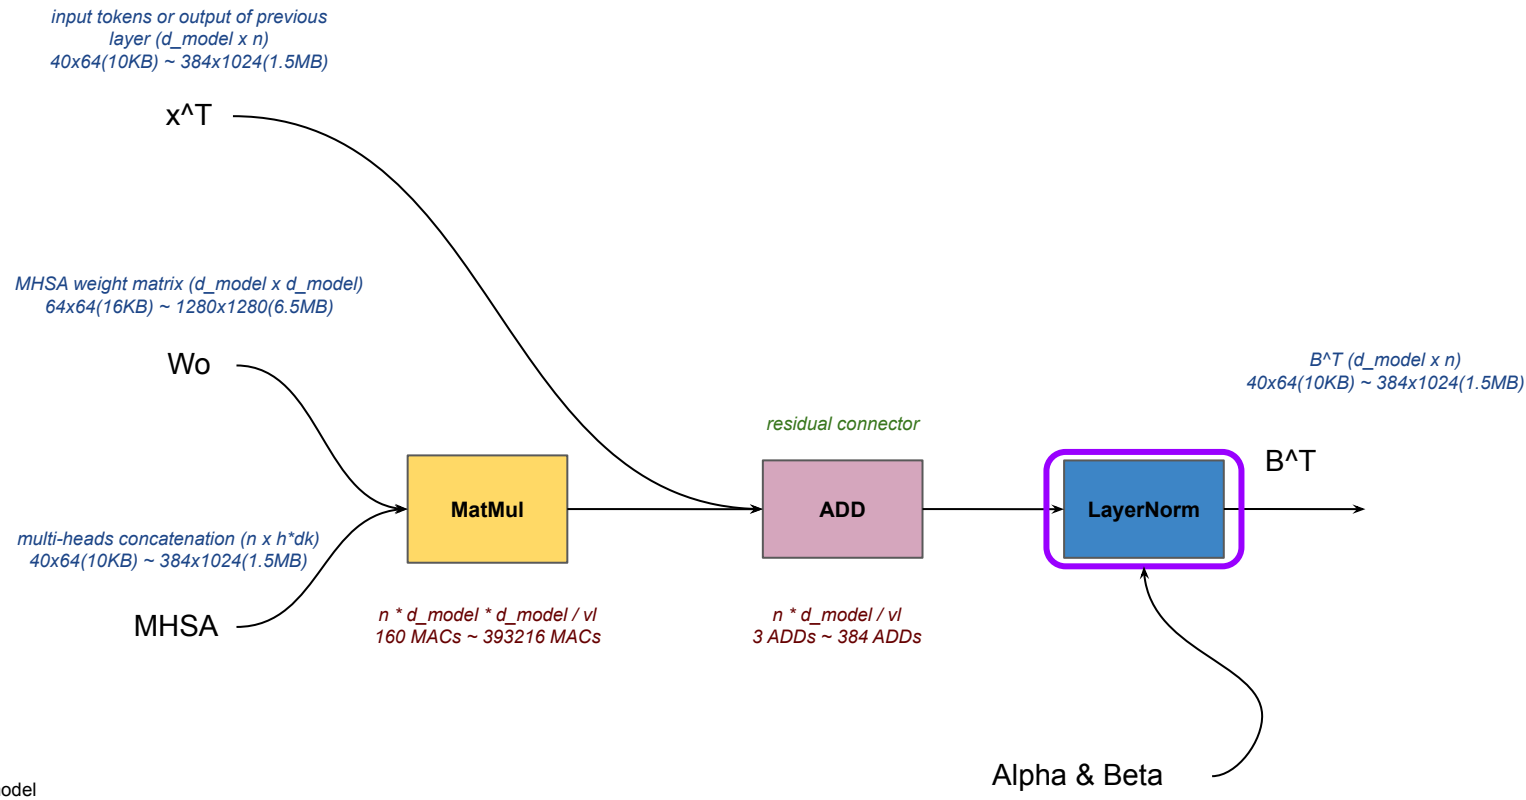 input tokens or output of previous
layer (d_model x n)
40x64(10KB) ~ 384x1024(1.5MB)
x^T
MHSA weight matrix (d_model x d_model)
64x64(16KB) ~ 1280x1280(6.5MB)
Wo
B^T (d_model x n)
40x64(10KB) ~ 384x1024(1.5MB)
residual connector
B^T
MatMul
ADD
LayerNorm
multi-heads concatenation (n x h*dk)
40x64(10KB) ~ 384x1024(1.5MB)
MHSA
n * d_model * d_model / vl
160 MACs ~ 393216 MACs
n * d_model / vl
3 ADDs ~ 384 ADDs
Alpha & Beta